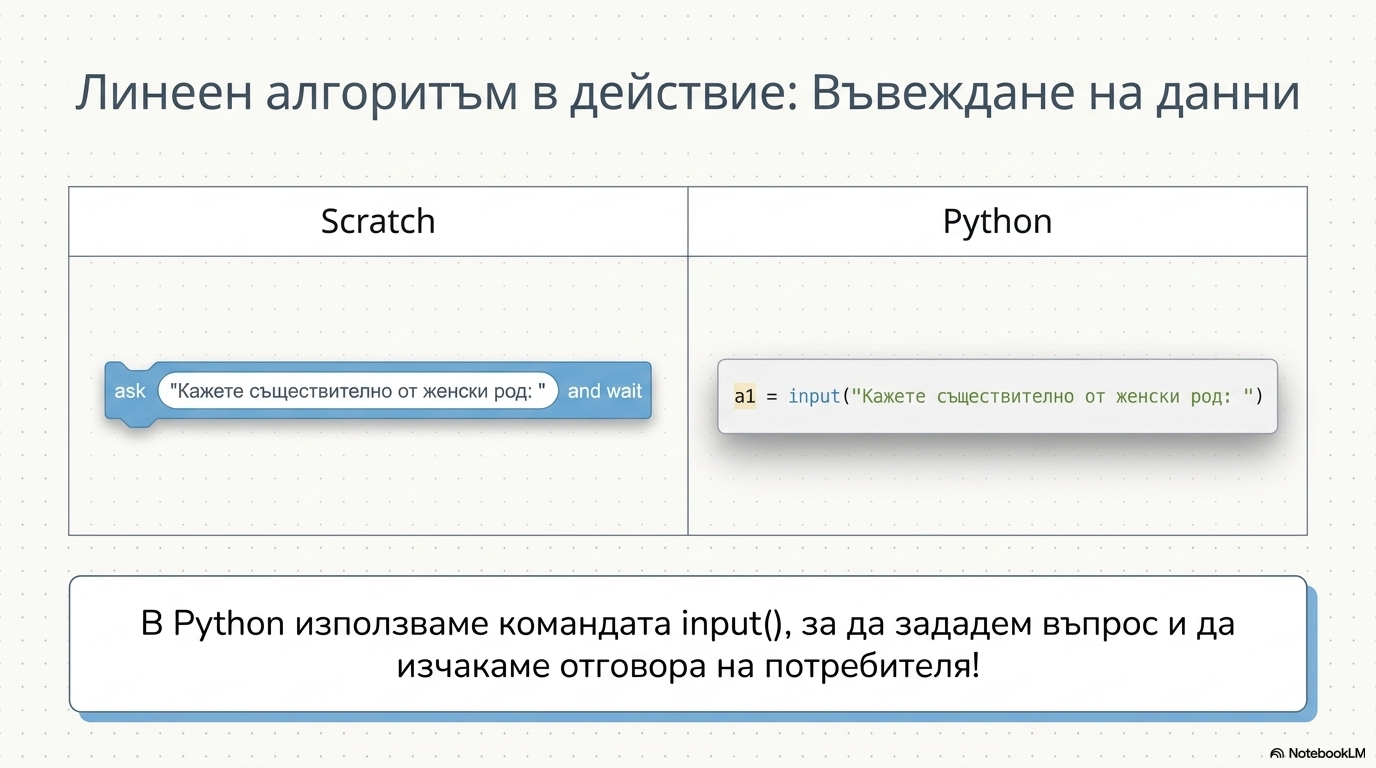 Линеен алгоритъм в действие: Въвеждане на данни
Scratch
Python
ask "Кажете съществително от женски род: " and wait
a1 = input("Кажете съществително от женски род: ")
В Python използваме командата input(), за да зададем въпрос и да
изчакаме отговора на потребителя!
NotebookLM